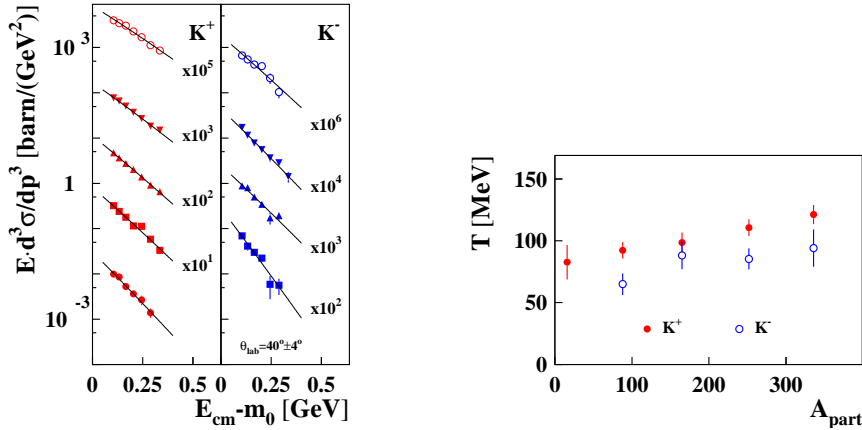 E·d³σ/dp³ [barn/(GeV²)]
10³
1
10⁻³
K⁺
x10⁵
x10³
x10²
x10¹
K⁻
x10⁶
x10⁴
x10³
x10²
θlab=40°±4°
0 0.25 0.5 0 0.25 0.5
Ecm-m₀ [GeV]
T [MeV]
150
100
50
0
K⁺ K⁻
0 100 200 300
Apart